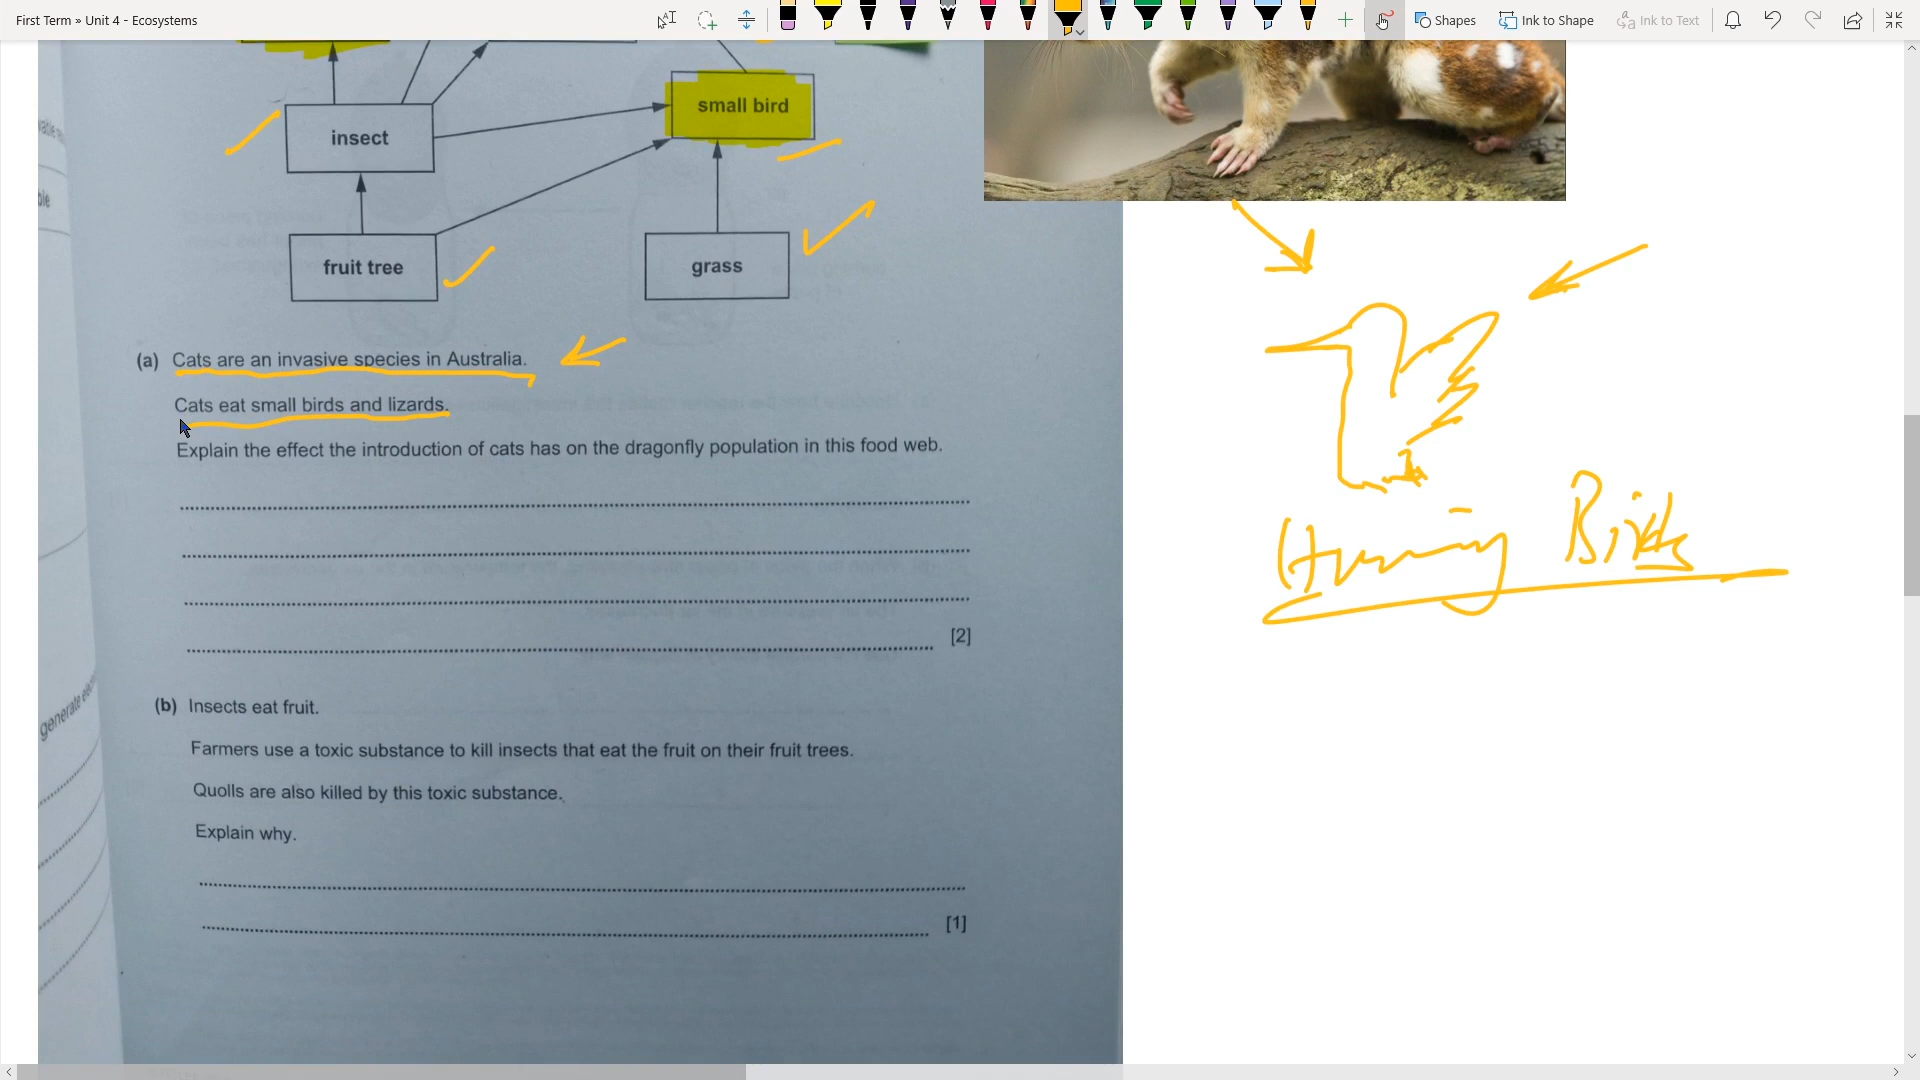 First Term » Unit 4 - Ecosystems
Shapes
Ink to Shape
Ink to Text
small bird
insect
fruit tree
grass
(a) Cats are an invasive species in Australia.
Cats eat small birds and lizards.
Explain the effect the introduction of cats has on the dragonfly population in this food web.
[2]
(b) Insects eat fruit.
Farmers use a toxic substance to kill insects that eat the fruit on their fruit trees.
Quolls are also killed by this toxic substance.
Explain why.
[1]
Birds